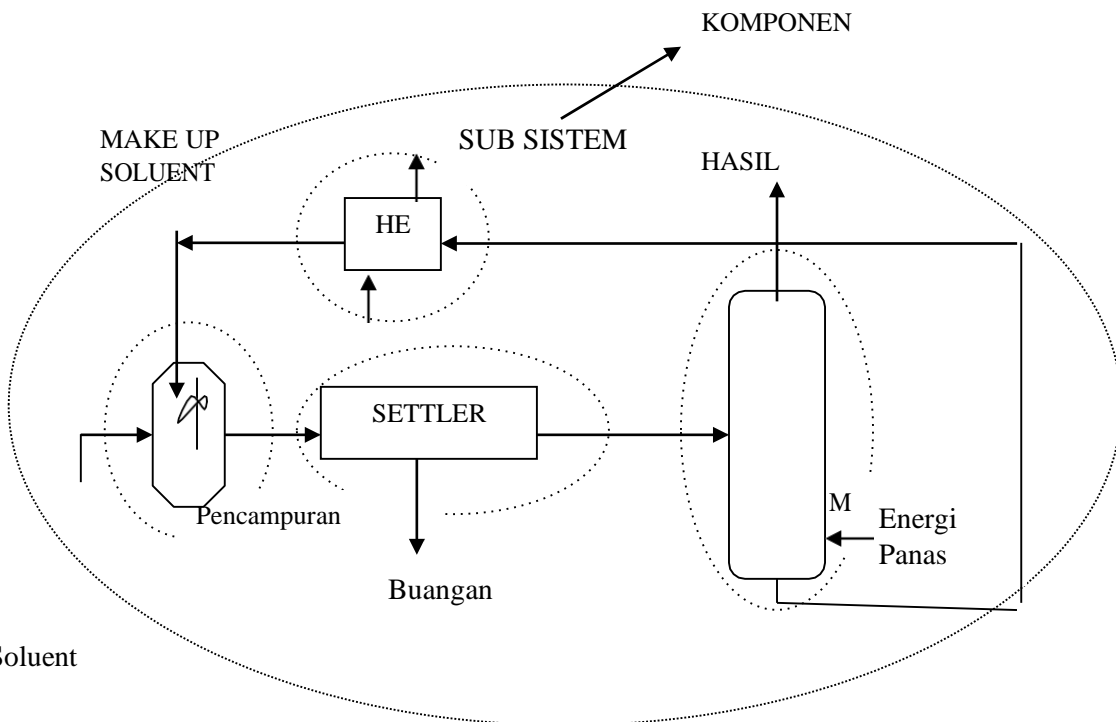 KOMPONEN
MAKE UP
SOLUENT
SUB SISTEM
HASIL
HE
SETTLER
Pencampuran
M
Energi
Panas
Buangan
Soluent